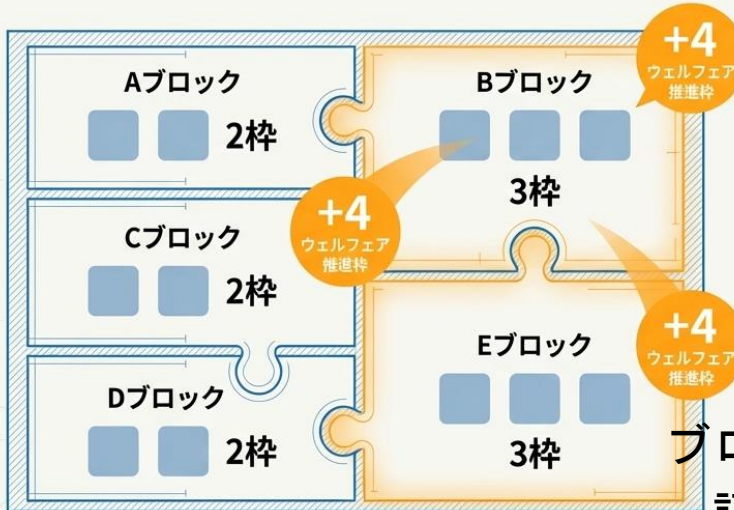 Aブロック
2枠
Bブロック
3枠
+4
ウェルフェア
推進枠
+4
ウェルフェア
推進枠
Cブロック
2枠
+4
ウェルフェア
推進枠
Eブロック
3枠
Dブロック
2枠
ブロ